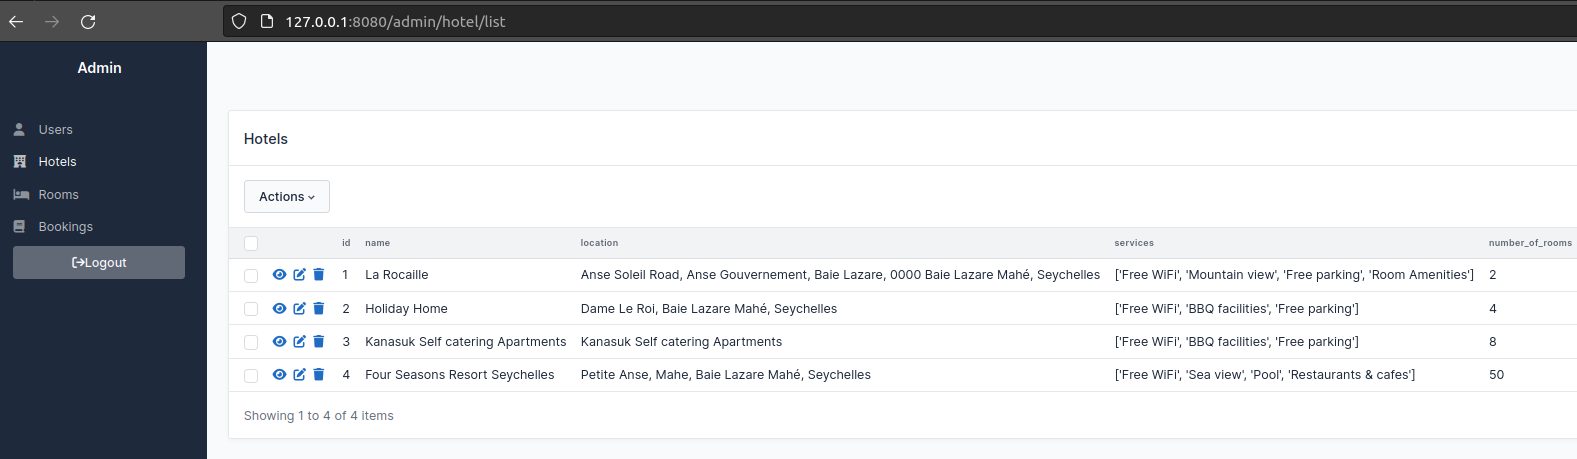 127.0.0.1:8080/admin/hotel/list
Admin
Users
Hotels
Rooms
Bookings
Logout
Hotels
Actions
id name location services number_of_rooms
1 La Rocaille Anse Soleil Road, Anse Gouvernement, Baie Lazare, 0000 Baie Lazare Mahé, Seychelles ['Free WiFi', 'Mountain view', 'Free parking', 'Room Amenities'] 2
2 Holiday Home Dame Le Roi, Baie Lazare Mahé, Seychelles ['Free WiFi', 'BBQ facilities', 'Free parking'] 4
3 Kanasuk Self catering Apartments Kanasuk Self catering Apartments ['Free WiFi', 'BBQ facilities', 'Free parking'] 8
4 Four Seasons Resort Seychelles Petite Anse, Mahe, Baie Lazare Mahé, Seychelles ['Free WiFi', 'Sea view', 'Pool', 'Restaurants & cafes'] 50
Showing 1 to 4 of 4 items